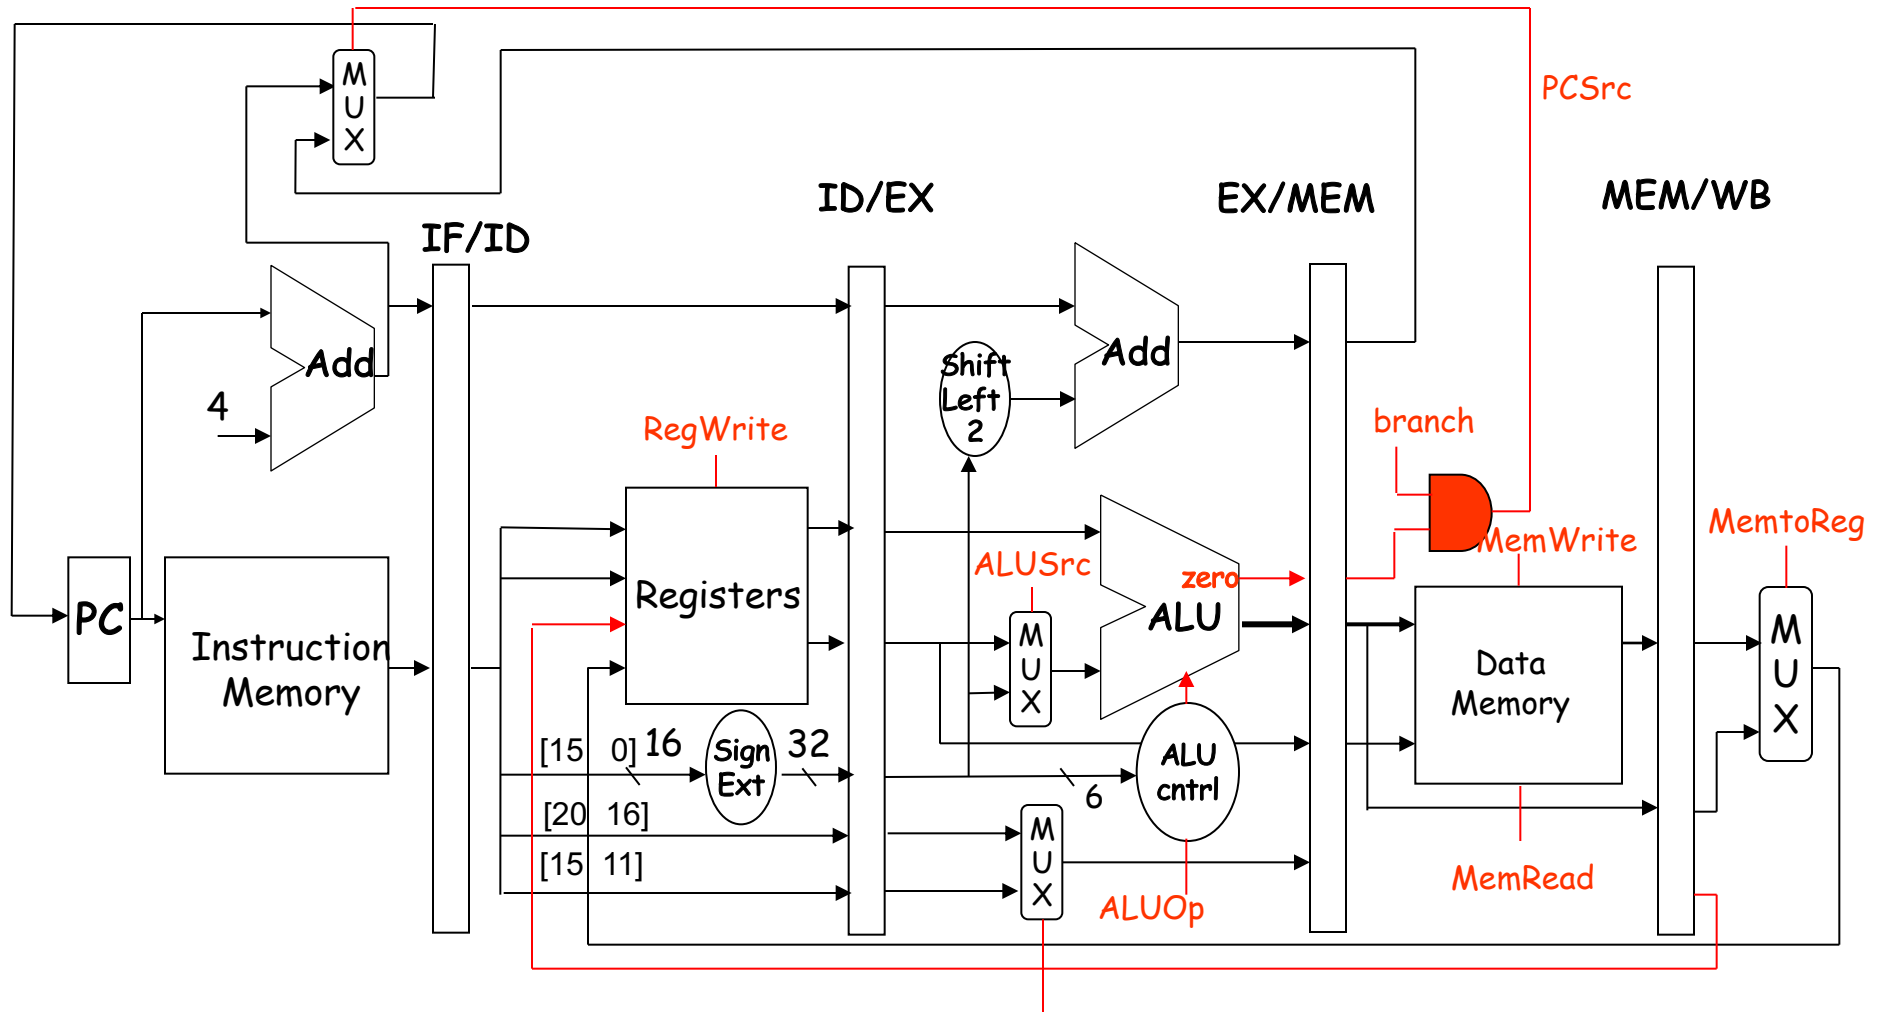 M
U
X
PCSrc
ID/EX
EX/MEM
MEM/WB
IF/ID
Add
4
Shift
Left
2
Add
RegWrite
branch
MemWrite
MemtoReg
ALUSrc
zero
ALU
PC
Instruction
Memory
Registers
M
U
X
Data
Memory
M
U
X
[15 0]
16
Sign
Ext
32
ALU
cntrl
6
[20 16]
[15 11]
M
U
X
ALUOp
MemRead